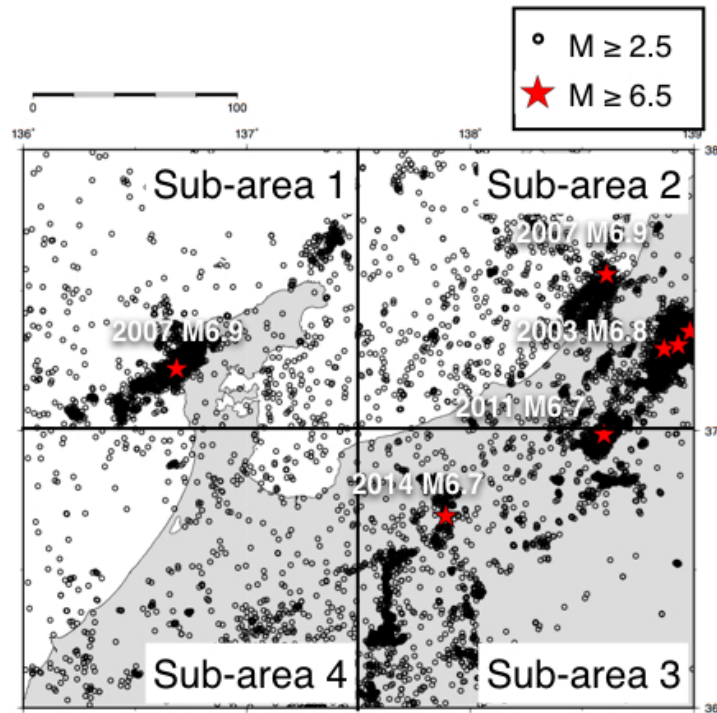 M ≥ 2.5
M ≥ 6.5
0 100
136° 137° 138° 139
38
Sub-area 1 Sub-area 2
2007 M6.9
2007 M6.9 2003 M6.8
2011 M6.7
37
2014 M6.7
Sub-area 4 Sub-area 3
36